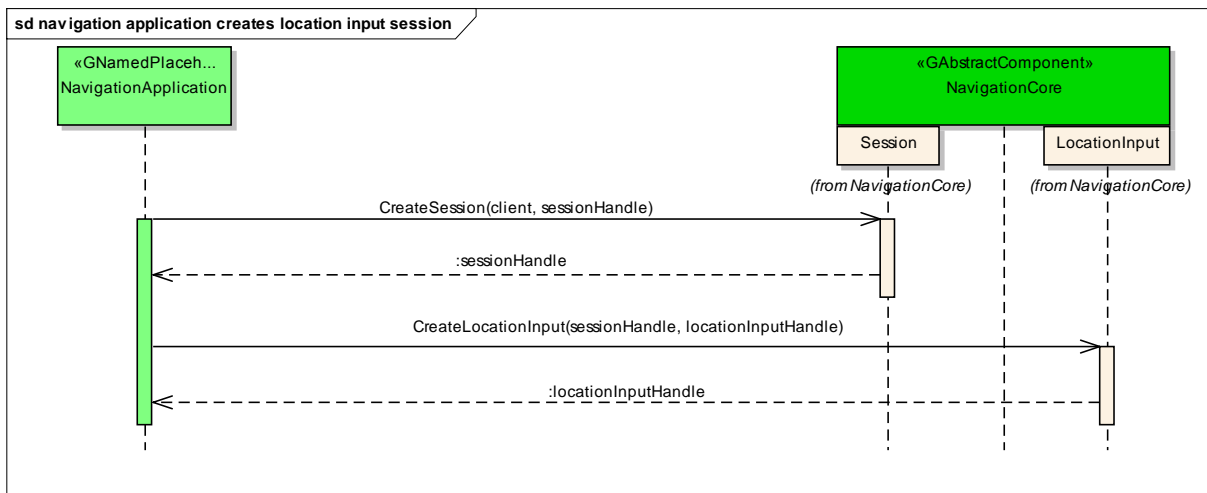 sd navigation application creates location input session
«GNamedPlaceh...
NavigationApplication
«GAbstractComponent»
NavigationCore
Session
LocationInput
(from NavigationCore)
(from NavigationCore)
CreateSession(client, sessionHandle)
:sessionHandle
CreateLocationInput(sessionHandle, locationInputHandle)
:locationInputHandle